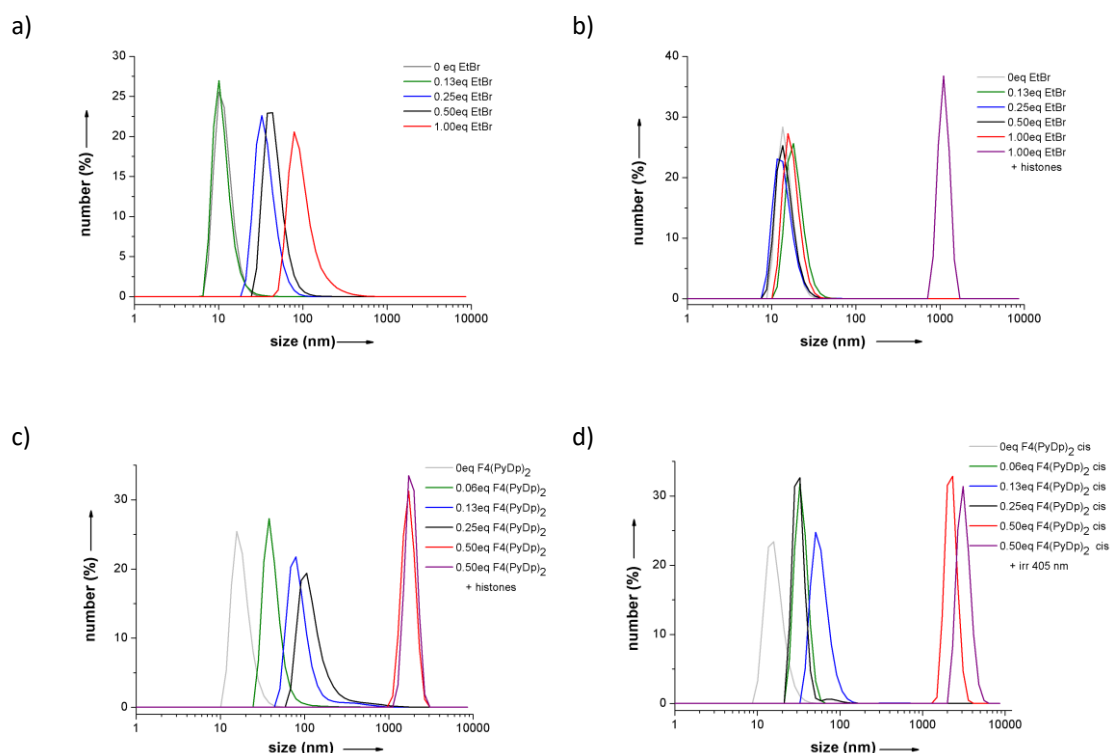 a)
30
25
20
15
10
5
0
number (%)
1 10 100 1000 10000
size (nm)
0 eq EtBr
0.13eq EtBr
0.25eq EtBr
0.50eq EtBr
1.00eq EtBr
b)
40
30
20
10
0
number (%)
1 10 100 1000 10000
size (nm)
0eq EtBr
0.13eq EtBr
0.25eq EtBr
0.50eq EtBr
1.00eq EtBr
1.00eq EtBr
+ histones
c)
30
20
10
0
number (%)
1 10 100 1000 10000
size (nm)
0eq F4(PyDp)2
0.06eq F4(PyDp)2
0.13eq F4(PyDp)2
0.25eq F4(PyDp)2
0.50eq F4(PyDp)2
0.50eq F4(PyDp)2
+ histones
d)
30
20
10
0
number (%)
1 10 100 1000 10000
size (nm)
0eq F4(PyDp)2 cis
0.06eq F4(PyDp)2 cis
0.13eq F4(PyDp)2 cis
0.25eq F4(PyDp)2 cis
0.50eq F4(PyDp)2 cis
0.50eq F4(PyDp)2 cis
+ irr 405 nm